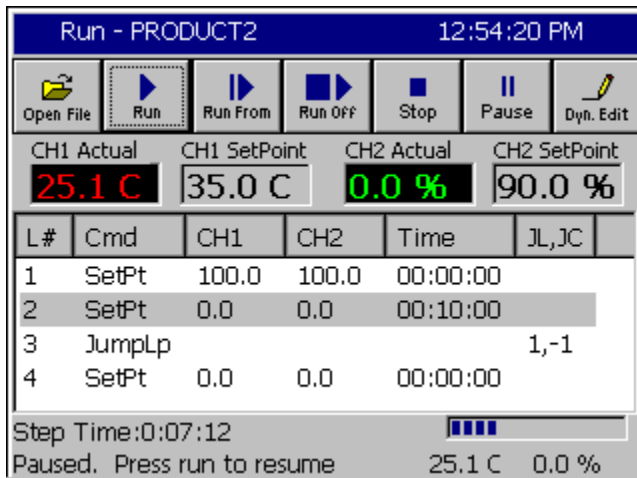 Run - PRODUCT2 12:54:20 PM
Open File Run Run From Run Off Stop Pause Dyn. Edit
CH1 Actual CH1 SetPoint CH2 Actual CH2 SetPoint
25.1 C 35.0 C 0.0 % 90.0 %
L# Cmd CH1 CH2 Time JL,JC
1 SetPt 100.0 100.0 00:00:00
2 SetPt 0.0 0.0 00:10:00
3 JumpLp 1,-1
4 SetPt 0.0 0.0 00:00:00
Step Time:0:07:12
Paused. Press run to resume 25.1 C 0.0 %